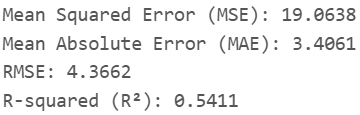 Mean Squared Error (MSE): 19.0638
Mean Absolute Error (MAE): 3.4061
RMSE: 4.3662
R-squared (R²): 0.5411